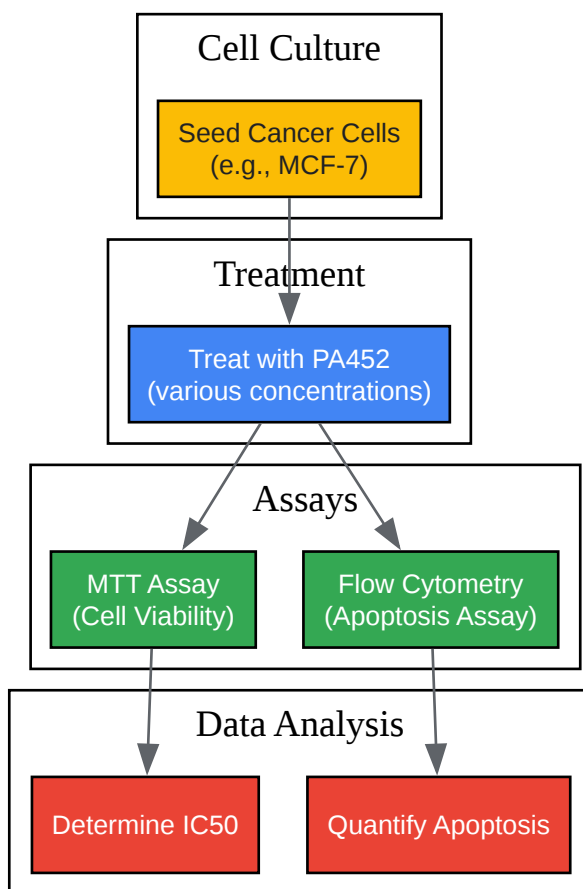 Cell Culture
Seed Cancer Cells
(e.g., MCF-7)
Treatment
Treat with PA452
(various concentrations)
Assays
MTT Assay
(Cell Viability)
Flow Cytometry
(Apoptosis Assay)
Data Analysis
Determine IC50
Quantify Apoptosis